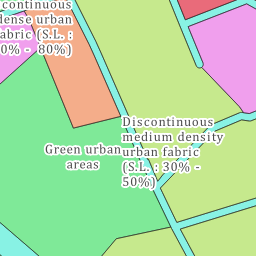 continuous
dense urban
fabric (S.L. :
0% - 80%)
Discontinuous
medium density
urban fabric
(S.L. : 30% -
50%)
Green urban
areas